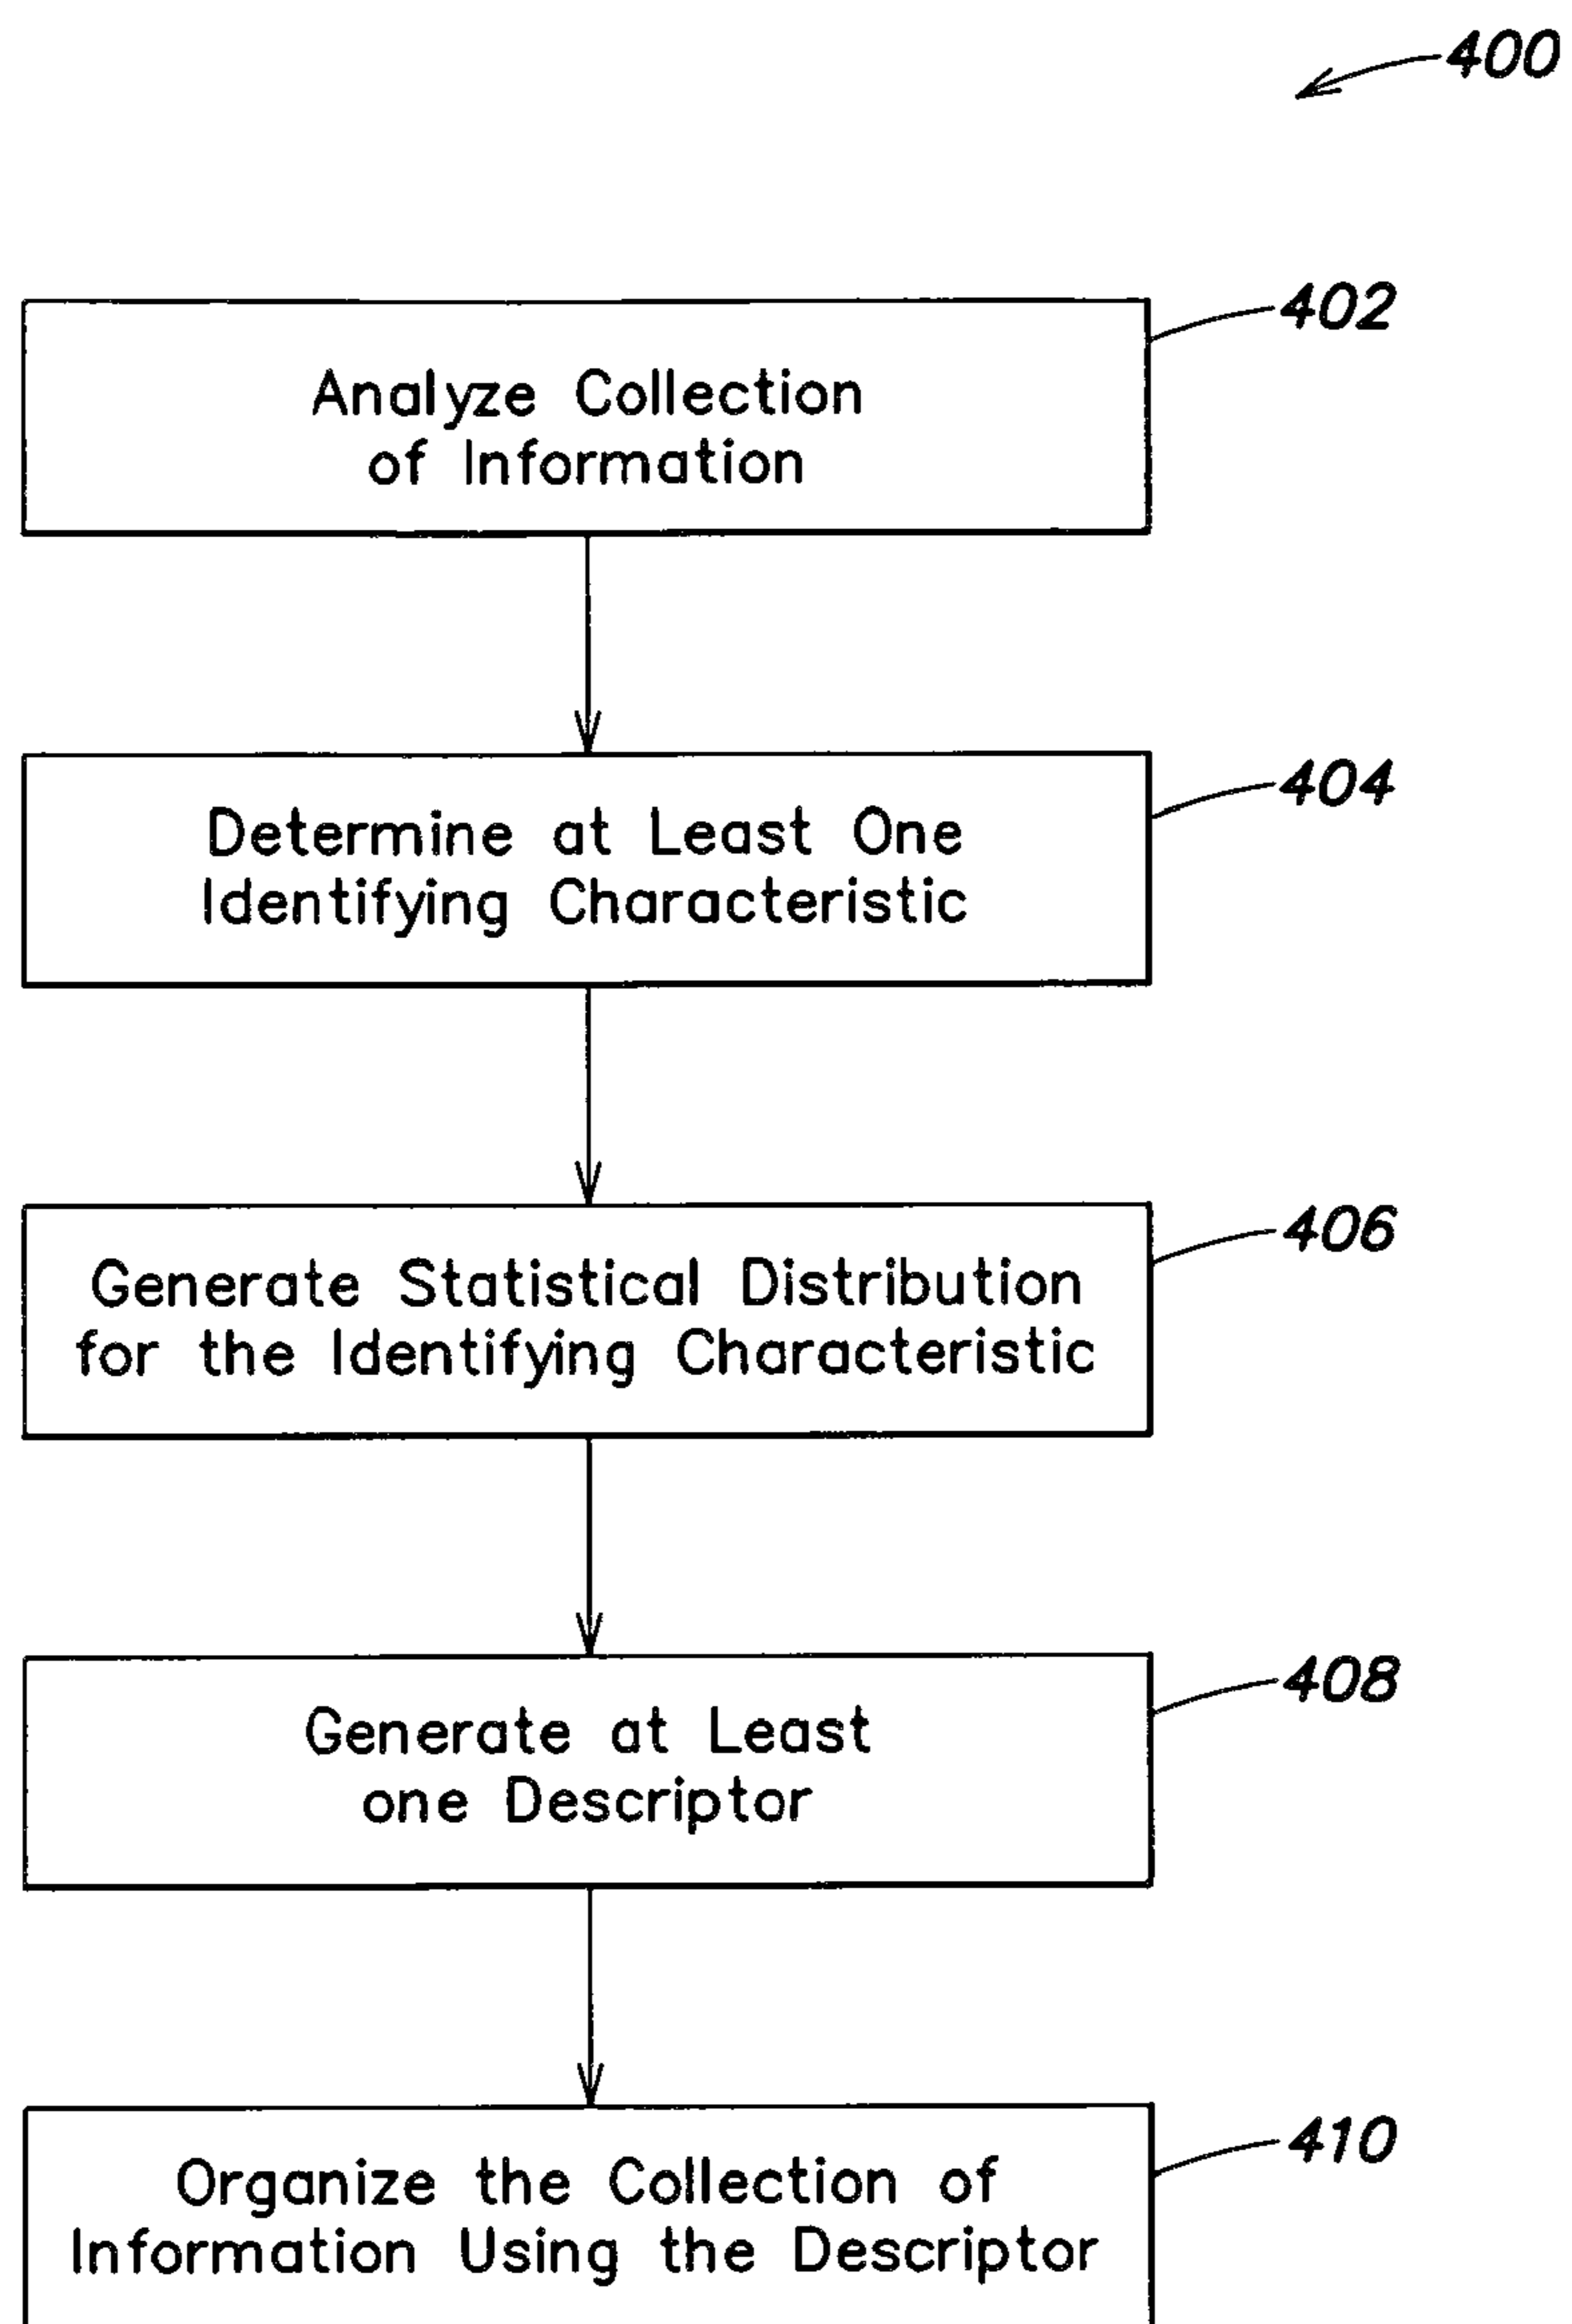 400
402
Analyze Collection
of Information
404
Determine at Least One
Identifying Characteristic
406
Generate Statistical Distribution
for the Identifying Characteristic
408
Generate at Least
one Descriptor
410
Organize the Collection of
Information Using the Descriptor